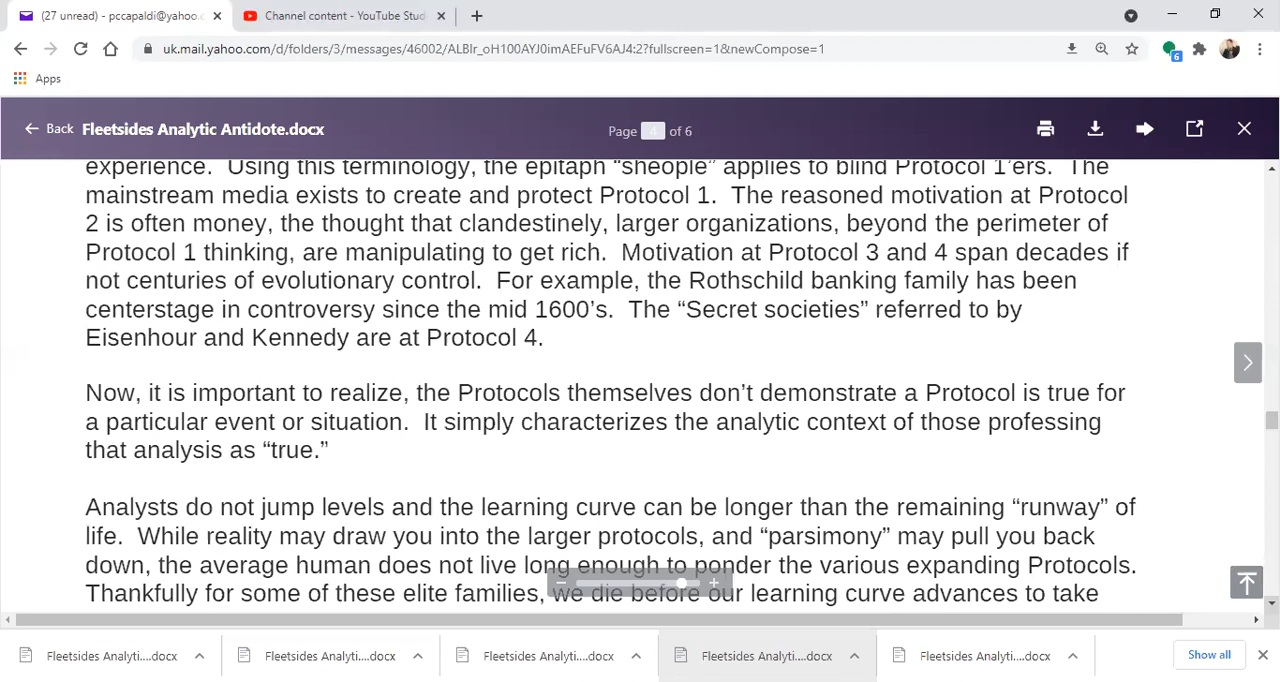 (27 unread) - pccapaldi@yahoo.c
Channel content - YouTube Stud
uk.mail.yahoo.com/d/folders/3/messages/46002/ALBlr_oH100AYJ0imAEFuFV6AJ4:2?fullscreen=1&newCompose=1
6
Apps
Back Fleetsides Analytic Antidote.docx
Page 4 of 6
experience. Using this terminology, the epitaph “sheople” applies to blind Protocol 1’ers. The
mainstream media exists to create and protect Protocol 1. The reasoned motivation at Protocol
2 is often money, the thought that clandestinely, larger organizations, beyond the perimeter of
Protocol 1 thinking, are manipulating to get rich. Motivation at Protocol 3 and 4 span decades if
not centuries of evolutionary control. For example, the Rothschild banking family has been
centerstage in controversy since the mid 1600’s. The “Secret societies” referred to by
Eisenhour and Kennedy are at Protocol 4.
Now, it is important to realize, the Protocols themselves don’t demonstrate a Protocol is true for
a particular event or situation. It simply characterizes the analytic context of those professing
that analysis as “true.”
Analysts do not jump levels and the learning curve can be longer than the remaining “runway” of
life. While reality may draw you into the larger protocols, and “parsimony” may pull you back
down, the average human does not live long enough to ponder the various expanding Protocols.
Thankfully for some of these elite families, we die before our learning curve advances to take
Fleetsides Analyti....docx
Fleetsides Analyti....docx
Fleetsides Analyti....docx
Fleetsides Analyti....docx
Fleetsides Analyti....docx
Show all